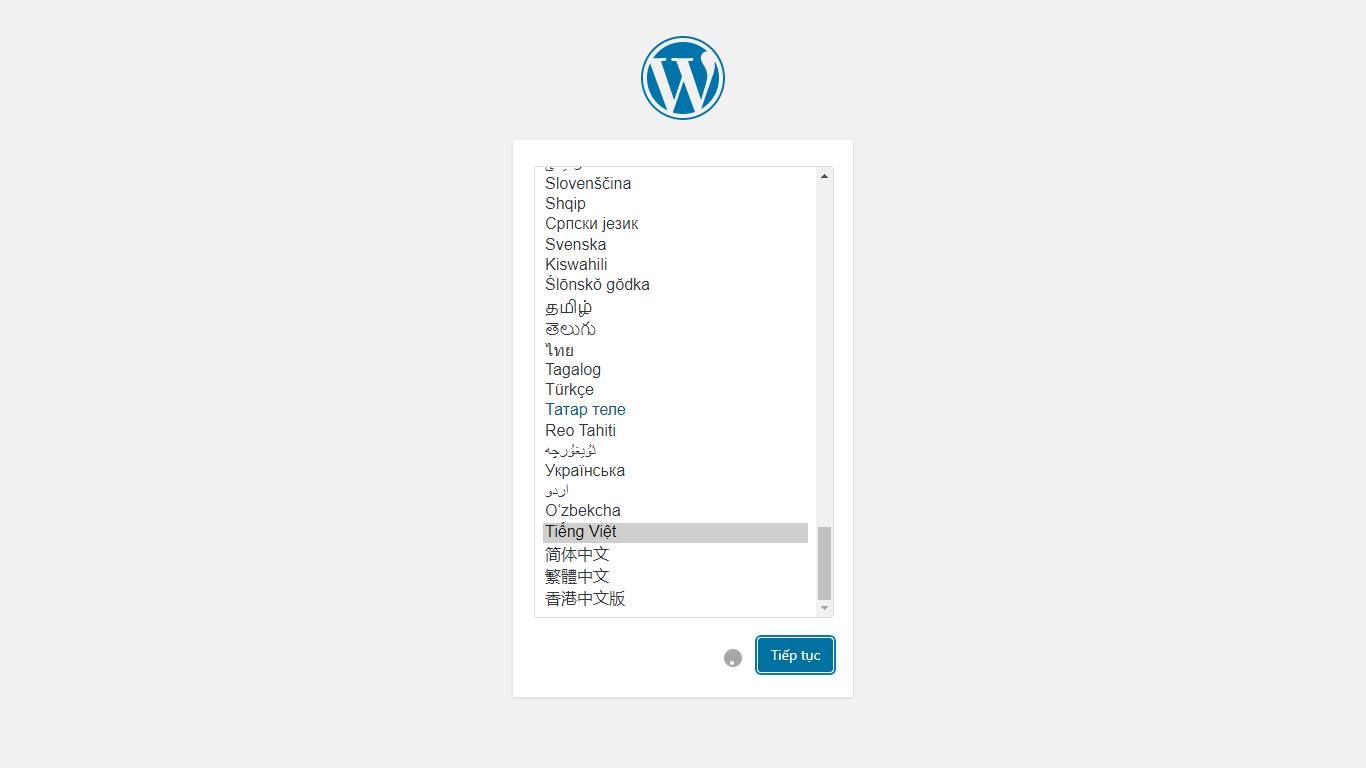 Slovenščina
Shqip
Српски језик
Svenska
Kiswahili
Ślōnskŏ gŏdka
தமிழ்
తెలుగు
ไทย
Tagalog
Türkçe
Татар теле
Reo Tahiti
ئۇيغۇرچە
Українська
اردو
O‘zbekcha
Tiếng Việt
简体中文
繁體中文
香港中文版
Tiếp tục